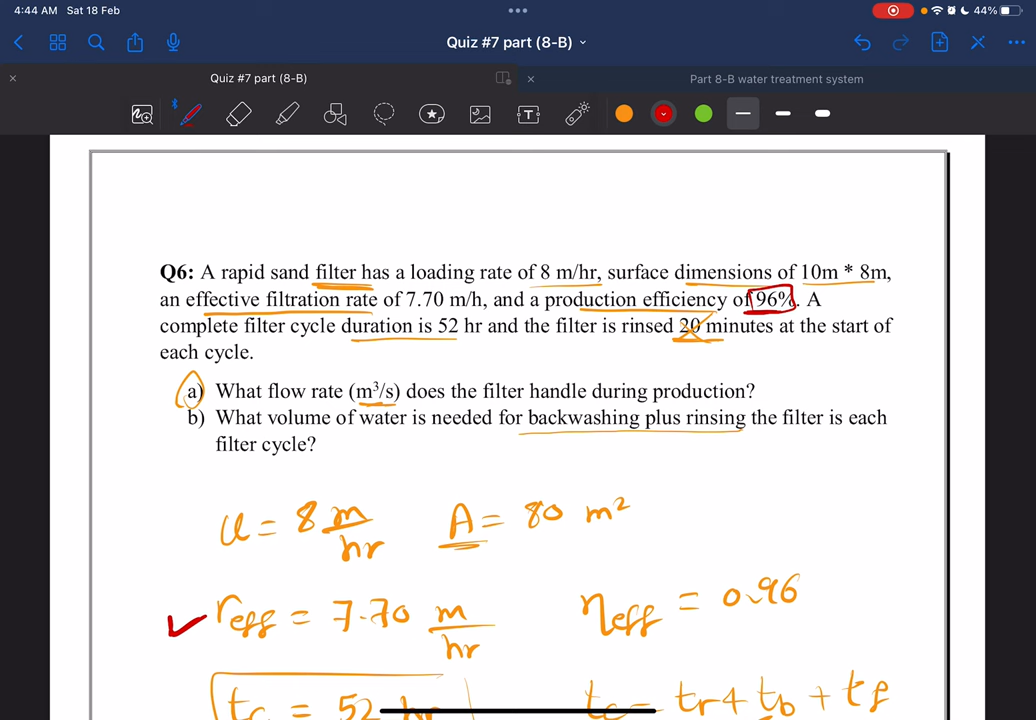 4:44 AM Sat 18 Feb
44%
Quiz #7 part (8-B)
Quiz #7 part (8-B)
Part 8-B water treatment system
Q6: A rapid sand filter has a loading rate of 8 m/hr, surface dimensions of 10m * 8m,
an effective filtration rate of 7.70 m/h, and a production efficiency of 96%. A
complete filter cycle duration is 52 hr and the filter is rinsed 20 minutes at the start of
each cycle.
a) What flow rate (m³/s) does the filter handle during production?
b) What volume of water is needed for backwashing plus rinsing the filter is each
filter cycle?
u = 8 m/hr A = 80 m²
reff = 7.70 m/hr ηeff = 0.96
tc = 52 hr tc = tr + tb + tf